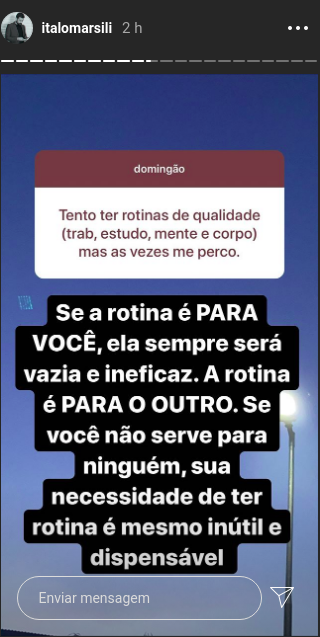 italomarsili 2 h
domingão
Tento ter rotinas de qualidade
(trab, estudo, mente e corpo)
mas as vezes me perco.
Se a rotina é PARA
VOCÊ, ela sempre será
vazia e ineficaz. A rotina
é PARA O OUTRO. Se
você não serve para
ninguém, sua
necessidade de ter
rotina é mesmo inútil e
dispensável
Enviar mensagem